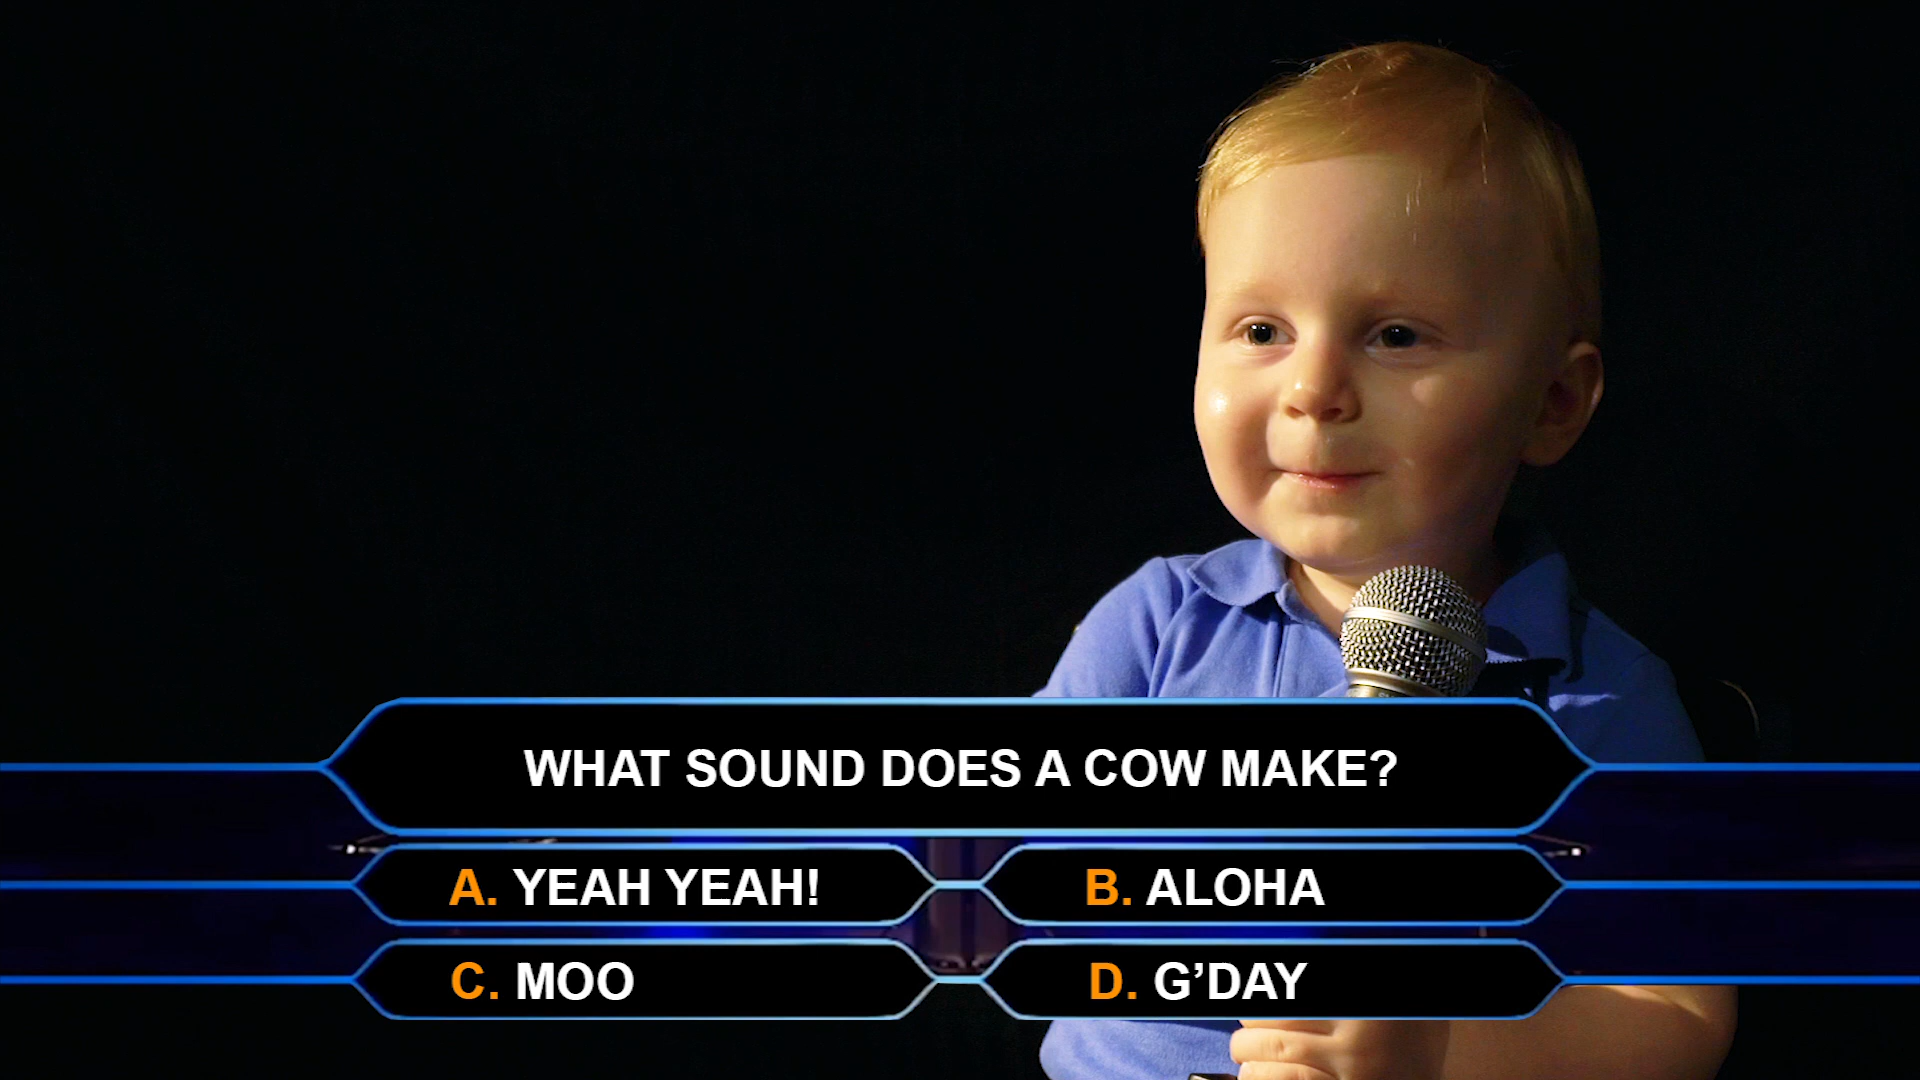 WHAT SOUND DOES A COW MAKE?
A. YEAH YEAH!
B. ALOHA
C. MOO
D. G’DAY